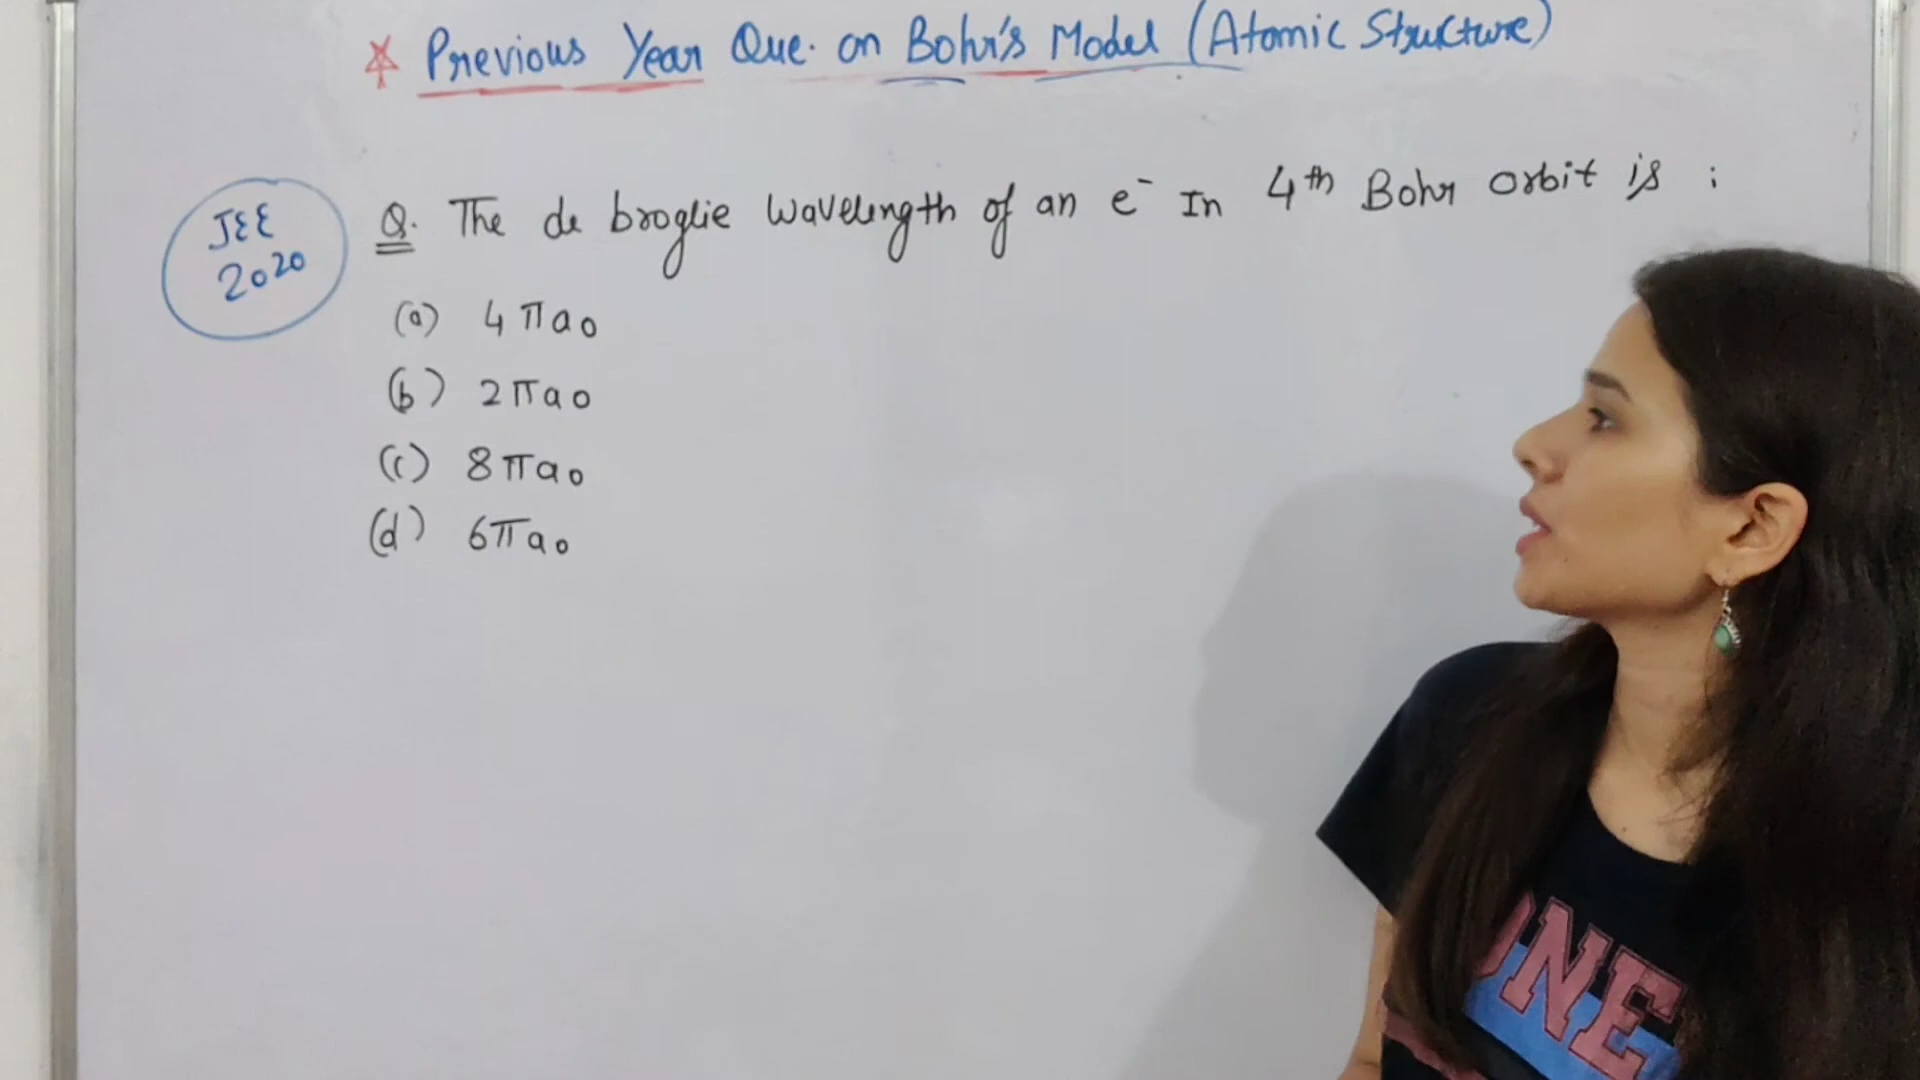 * Previous Year Que. on Bohr's Model (Atomic Structure)
JEE
2020
Q. The de broglie wavelength of an e⁻ In 4th Bohr orbit is :
(a) 4πa₀
(b) 2πa₀
(c) 8πa₀
(d) 6πa₀
ONE